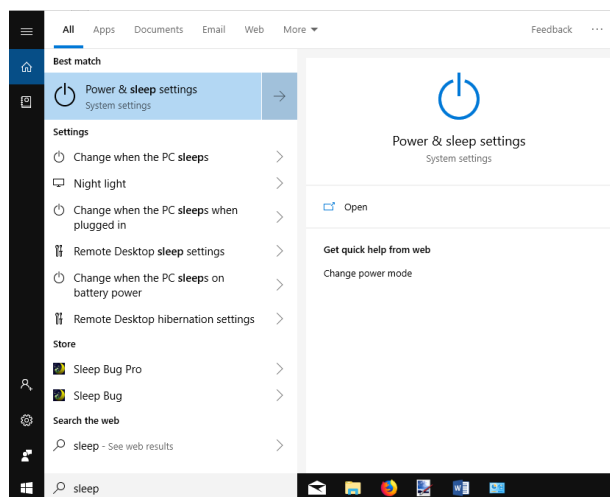 All Apps Documents Email Web More Feedback ...
Best match
Power & sleep settings
System settings
Settings
Change when the PC sleeps
Night light
Change when the PC sleeps when
plugged in
Remote Desktop sleep settings
Change when the PC sleeps on
battery power
Remote Desktop hibernation settings
Store
Sleep Bug Pro
Sleep Bug
Search the web
sleep - See web results
sleep
Power & sleep settings
System settings
Open
Get quick help from web
Change power mode